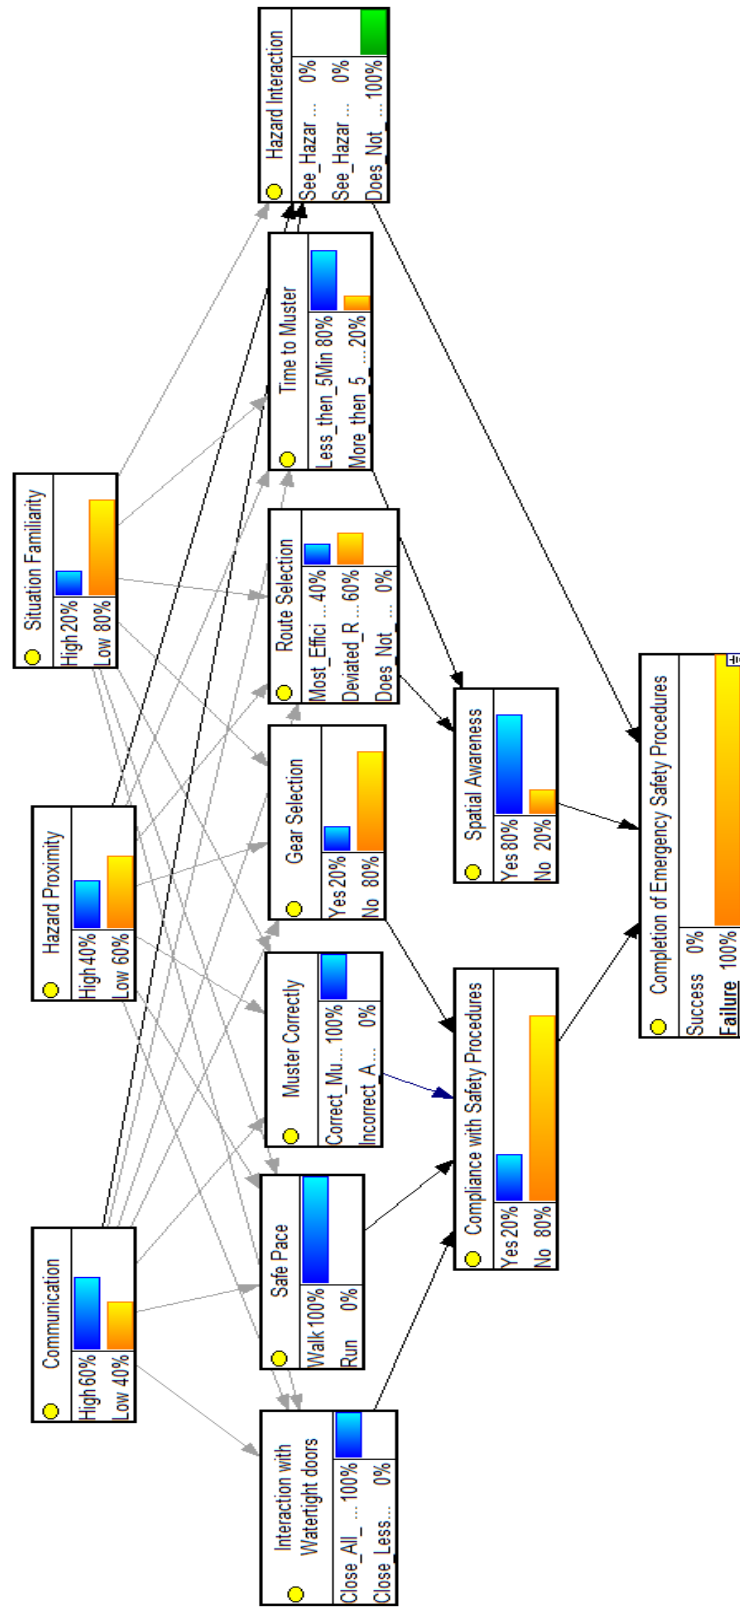 Communication
High 60%
Low 40%
Hazard Proximity
High 40%
Low 60%
Situation Familiarity
High 20%
Low 80%
Interaction with
Watertight doors
Close_All_ ... 100%
Close_Less... 0%
Safe Pace
Walk 100%
Run 0%
Muster Correctly
Correct_Mu... 100%
Incorrect_A... 0%
Gear Selection
Yes 20%
No 80%
Route Selection
Most_Effici ... 40%
Deviated_R ... 60%
Does_Not_ ... 0%
Time to Muster
Less_then_5Min 80%
More_then_5_ ... 20%
Hazard Interaction
See_Hazar ... 0%
See_Hazar ... 0%
Does_Not_ ... 100%
Compliance with Safety Procedures
Yes 20%
No 80%
Spatial Awareness
Yes 80%
No 20%
Completion of Emergency Safety Procedures
Success 0%
Failure 100%